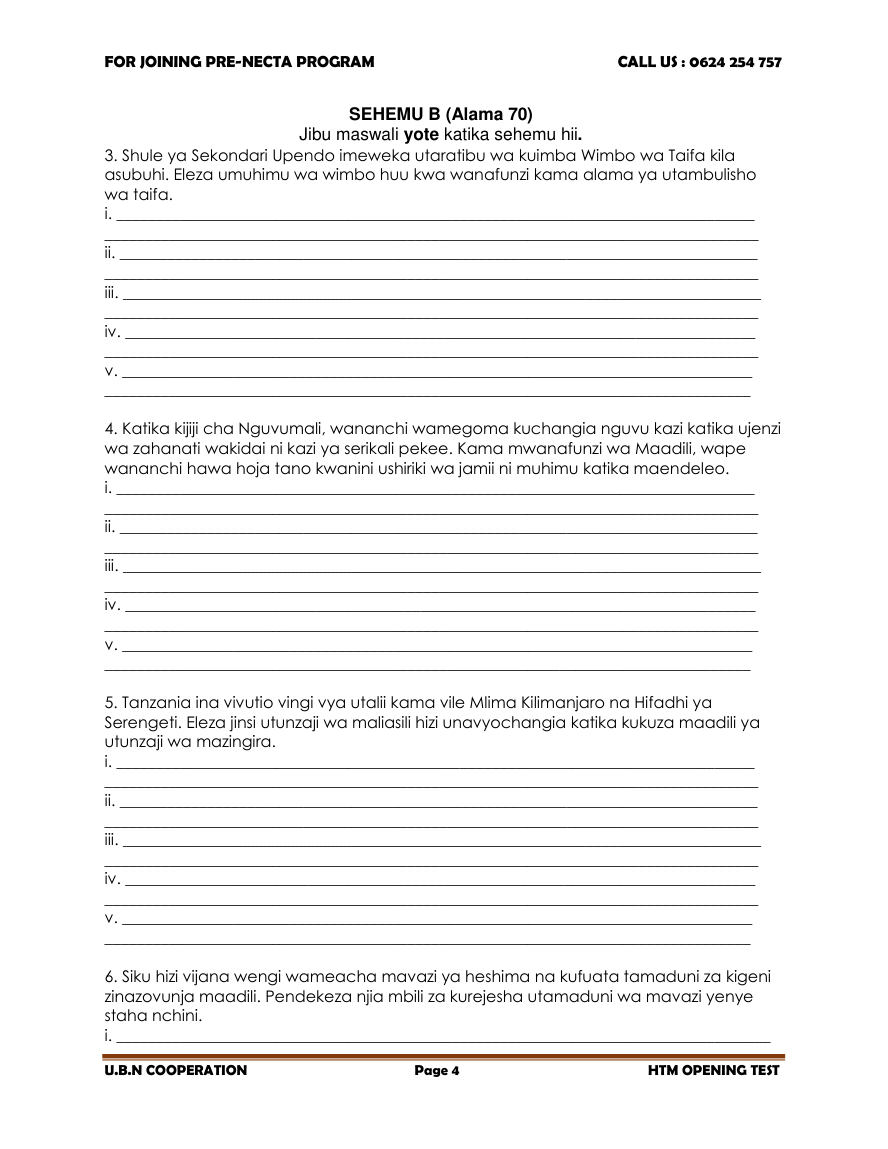 FOR JOINING PRE-NECTA PROGRAM CALL US : 0624 254 757
SEHEMU B (Alama 70)
Jibu maswali yote katika sehemu hii.
3. Shule ya Sekondari Upendo imeweka utaratibu wa kuimba Wimbo wa Taifa kila
asubuhi. Eleza umuhimu wa wimbo huu kwa wanafunzi kama alama ya utambulisho
wa taifa.
i.
ii.
iii.
iv.
v.
4. Katika kijiji cha Nguvumali, wananchi wamegoma kuchangia nguvu kazi katika ujenzi
wa zahanati wakidai ni kazi ya serikali pekee. Kama mwanafunzi wa Maadili, wape
wananchi hawa hoja tano kwanini ushiriki wa jamii ni muhimu katika maendeleo.
i.
ii.
iii.
iv.
v.
5. Tanzania ina vivutio vingi vya utalii kama vile Mlima Kilimanjaro na Hifadhi ya
Serengeti. Eleza jinsi utunzaji wa maliasili hizi unavyochangia katika kukuza maadili ya
utunzaji wa mazingira.
i.
ii.
iii.
iv.
v.
6. Siku hizi vijana wengi wameacha mavazi ya heshima na kufuata tamaduni za kigeni
zinazovunja maadili. Pendekeza njia mbili za kurejesha utamaduni wa mavazi yenye
staha nchini.
i.
U.B.N COOPERATION Page 4 HTM OPENING TEST